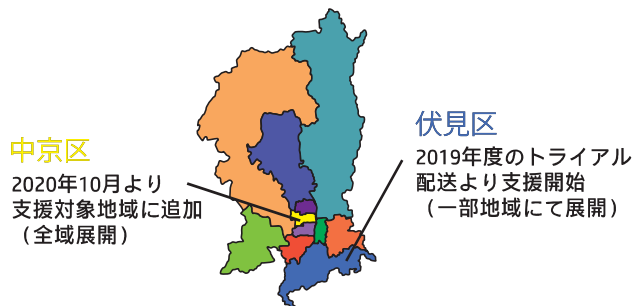 中京区
2020年10月より
支援対象地域に追加
（全域展開）
伏見区
2019年度のトライアル
配送より支援開始
（一部地域にて展開）